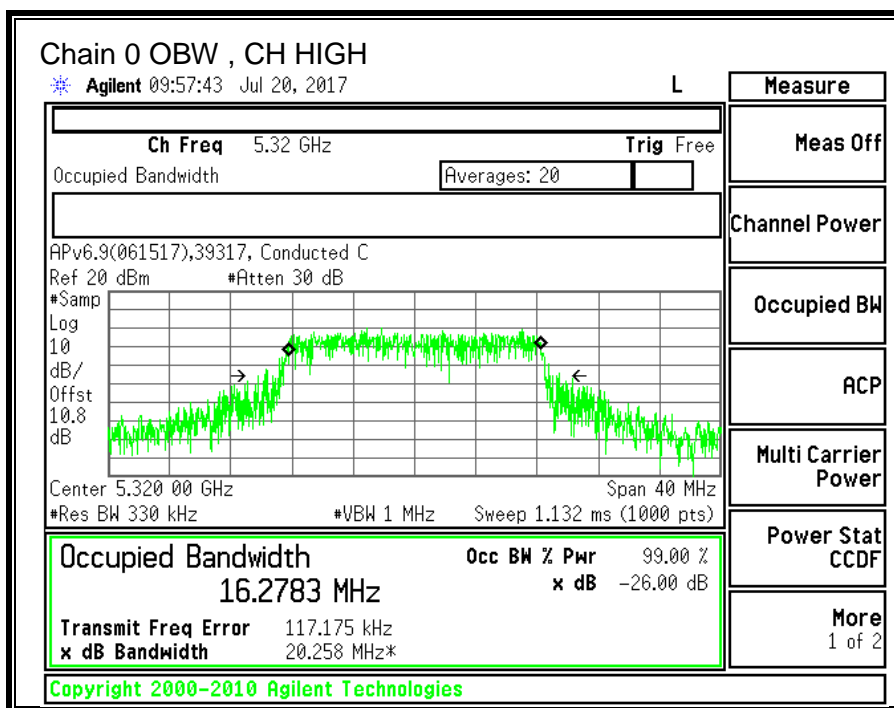 Chain 0 OBW , CH HIGH
Agilent 09:57:43 Jul 20, 2017 L
Measure
Ch Freq 5.32 GHz Trig Free
Occupied Bandwidth Averages: 20
APv6.9(061517),39317, Conducted C
Ref 20 dBm #Atten 30 dB
#Samp
Log
10
dB/
Offst
10.8
dB
Center 5.320 00 GHz Span 40 MHz
#Res BW 330 kHz #VBW 1 MHz Sweep 1.132 ms (1000 pts)
Occupied Bandwidth Occ BW % Pwr 99.00 %
16.2783 MHz x dB -26.00 dB
Transmit Freq Error 117.175 kHz
x dB Bandwidth 20.258 MHz*
Copyright 2000-2010 Agilent Technologies
Meas Off
Channel Power
Occupied BW
ACP
Multi Carrier
Power
Power Stat
CCDF
More
1 of 2